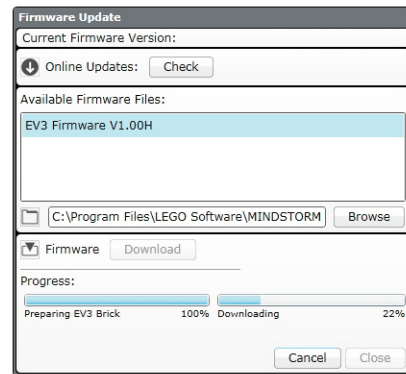 Firmware Update
Current Firmware Version:
Online Updates: Check
Available Firmware Files:
EV3 Firmware V1.00H
C:\Program Files\LEGO Software\MINDSTORM Browse
Firmware Download
Progress:
Preparing EV3 Brick 100% Downloading 22%
Cancel Close